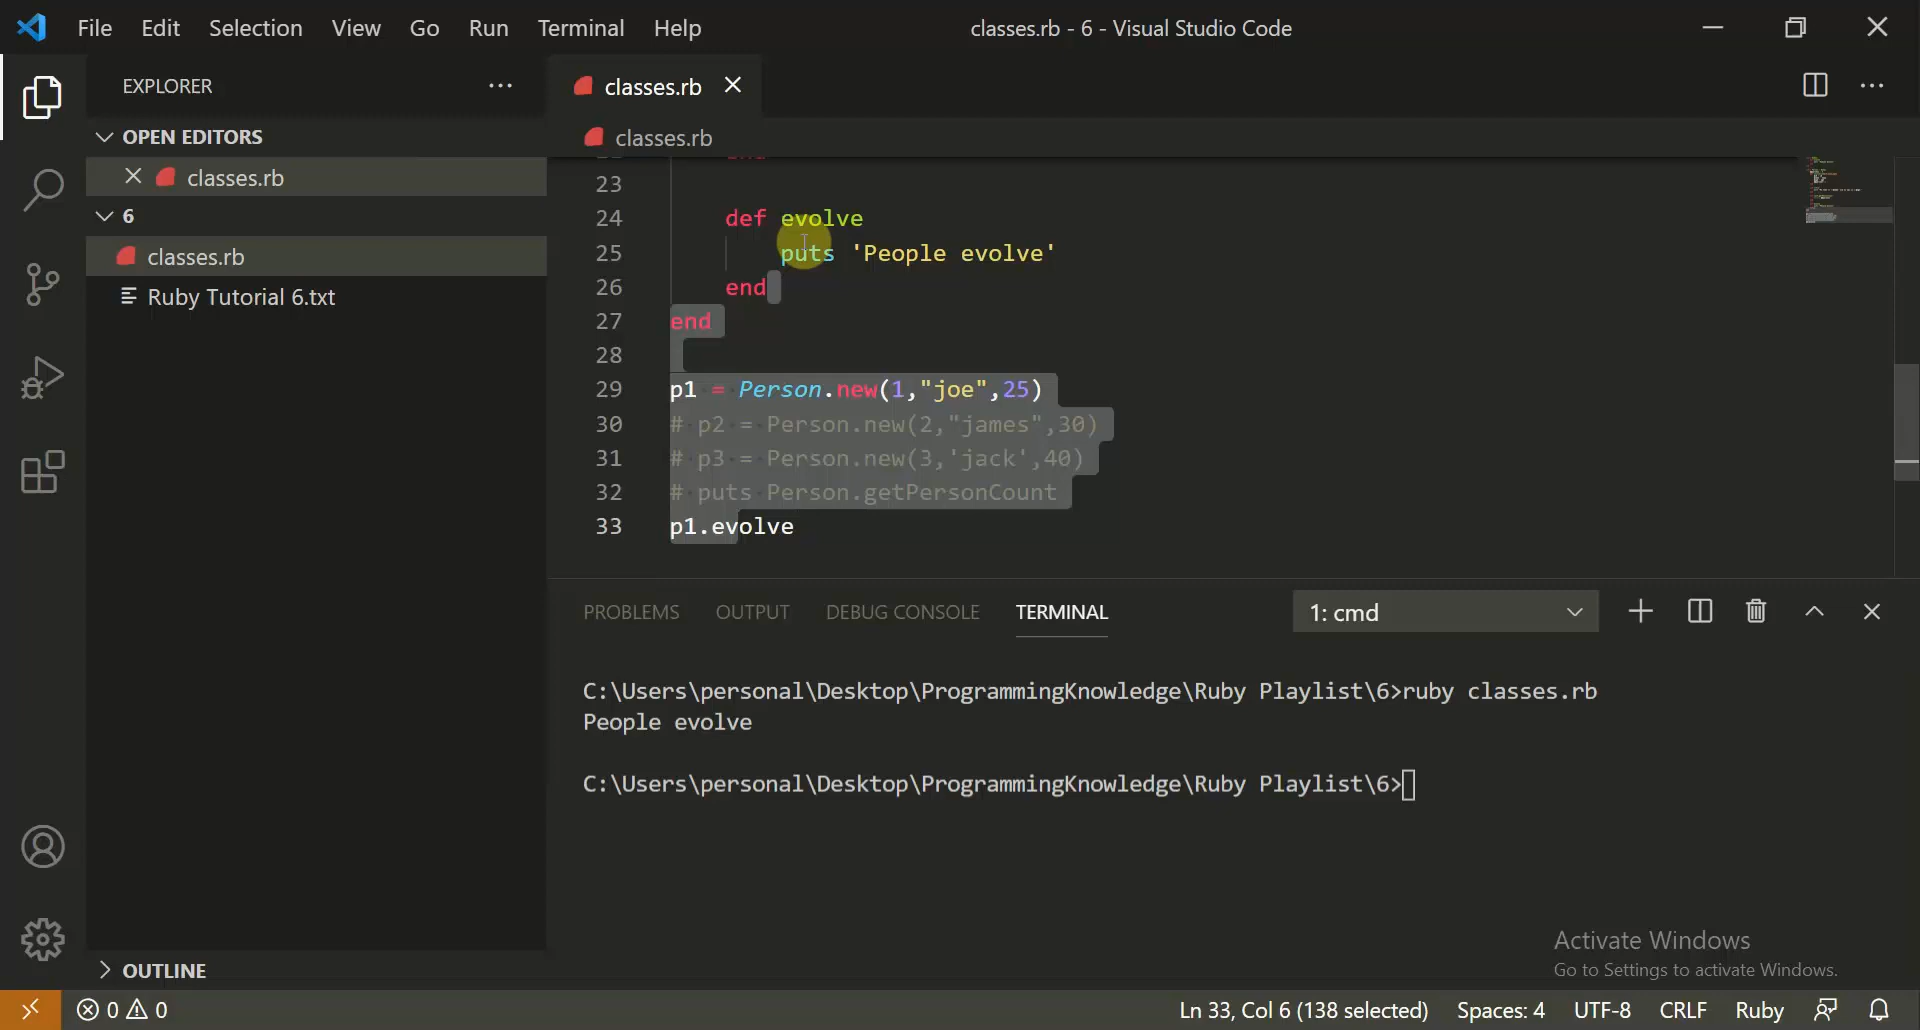 File Edit Selection View Go Run Terminal Help classes.rb - 6 - Visual Studio Code
EXPLORER
classes.rb
OPEN EDITORS
classes.rb
classes.rb
6
classes.rb
Ruby Tutorial 6.txt
OUTLINE
23
24 def evolve
25 puts 'People evolve'
26 end
27 end
28
29 p1 = Person.new(1,"joe",25)
30 # p2 = Person.new(2,"james",30)
31 # p3 = Person.new(3,'jack',40)
32 # puts Person.getPersonCount
33 p1.evolve
PROBLEMS OUTPUT DEBUG CONSOLE TERMINAL 1: cmd
C:\Users\personal\Desktop\ProgrammingKnowledge\Ruby Playlist\6>ruby classes.rb
People evolve
C:\Users\personal\Desktop\ProgrammingKnowledge\Ruby Playlist\6>
Activate Windows
Go to Settings to activate Windows.
0 0 Ln 33, Col 6 (138 selected) Spaces: 4 UTF-8 CRLF Ruby